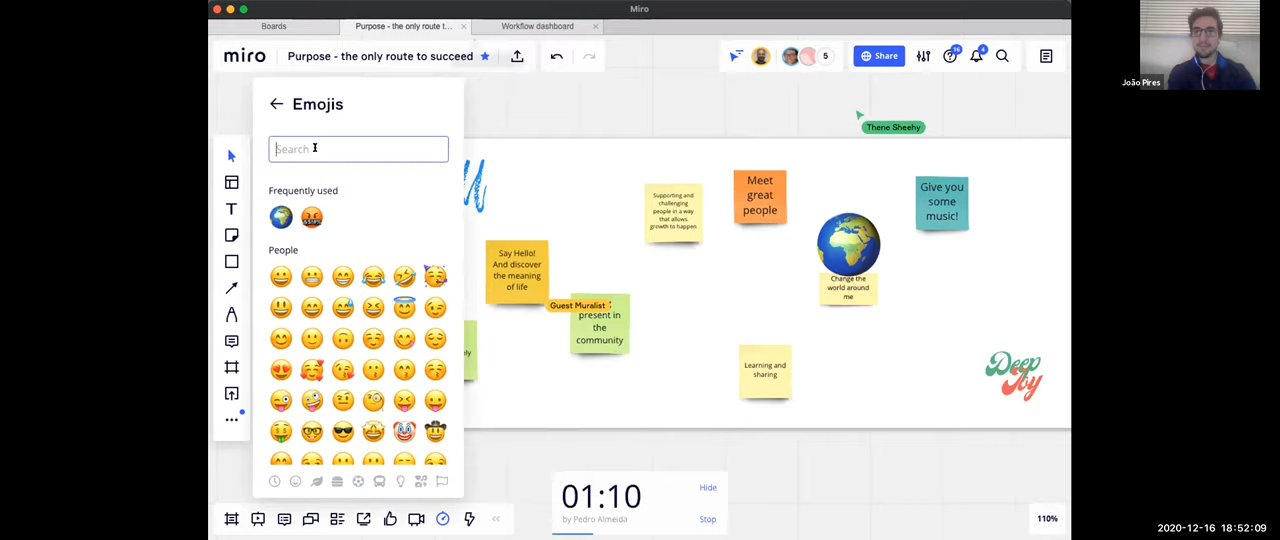 Miro
Boards
Purpose - the only route t...
Workflow dashboard
miro
Purpose - the only route to succeed
5
Share
16
4
João Pires
Emojis
Search
Frequently used
People
Thene Sheehy
Supporting and
challenging
people in a way
that allows
growth to happen
Meet
great
people
Give you
some
music!
Say Hello!
And discover
the meaning
of life
Change the
world around
me
Guest Muralist
present in
the
community
ely
Learning and
sharing
Deep
Joy
01:10
by Pedro Almeida
Hide
Stop
110%
2020-12-16 18:52:09